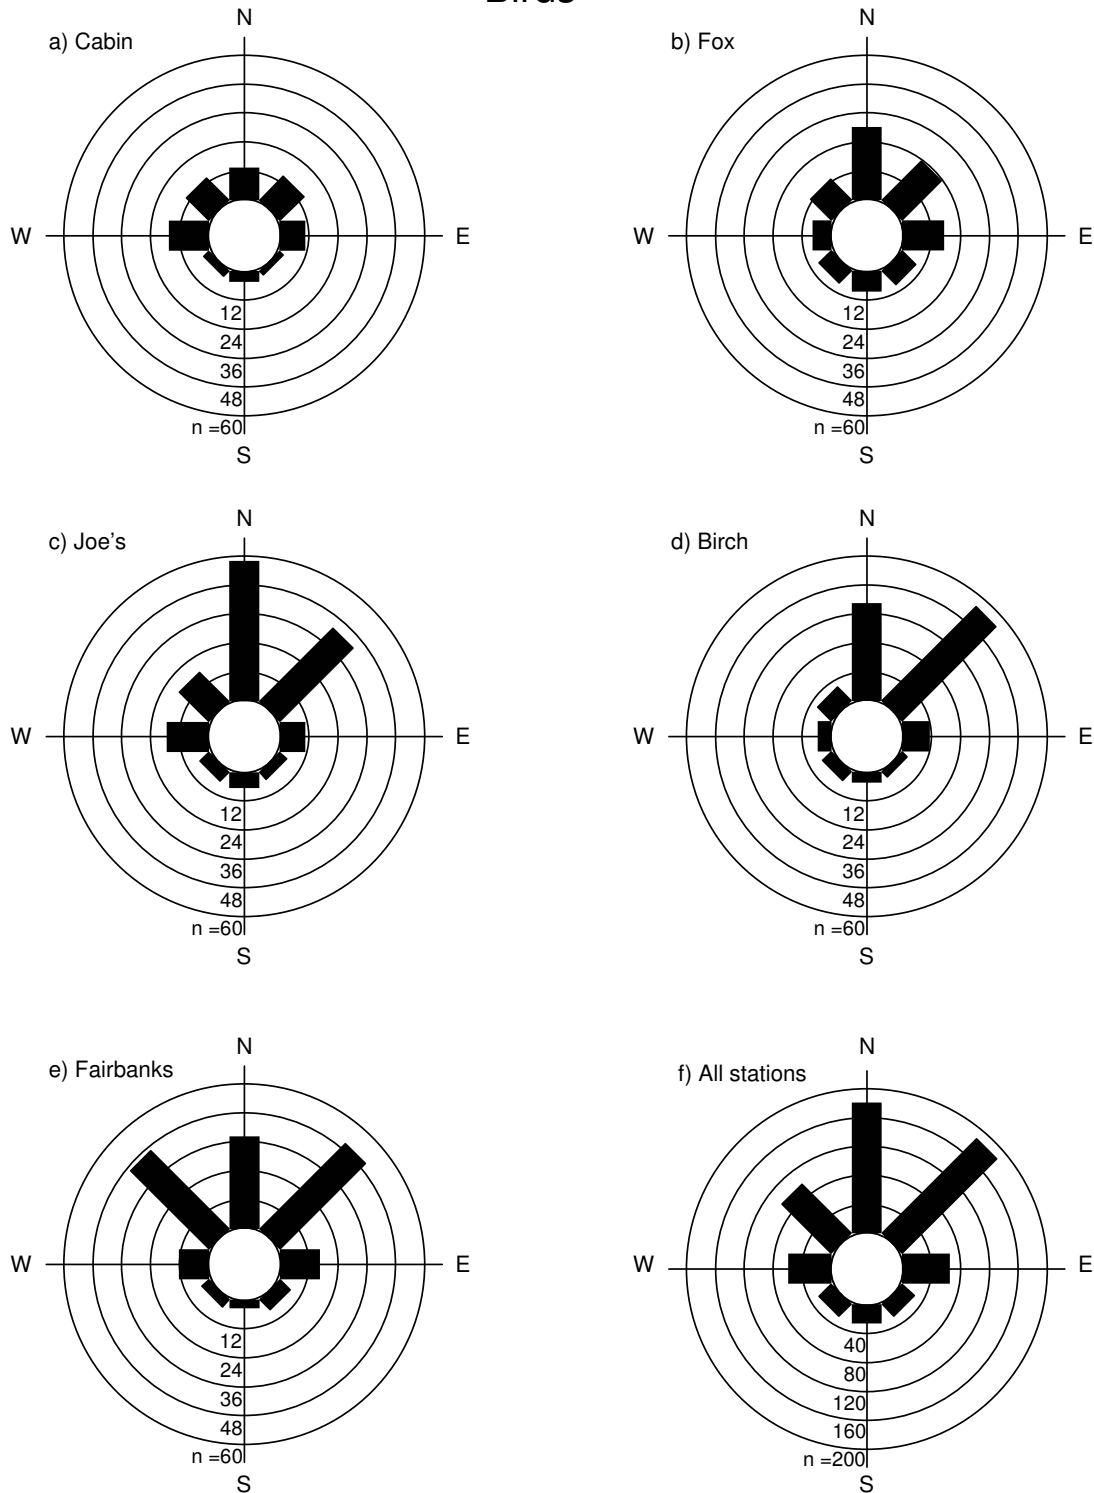 N
a) Cabin
W
E
12
24
36
48
n =60
S
N
b) Fox
W
E
12
24
36
48
n =60
S
N
c) Joe’s
W
E
12
24
36
48
n =60
S
N
d) Birch
W
E
12
24
36
48
n =60
S
N
e) Fairbanks
W
E
12
24
36
48
n =60
S
N
f) All stations
W
E
40
80
120
160
n =200
S